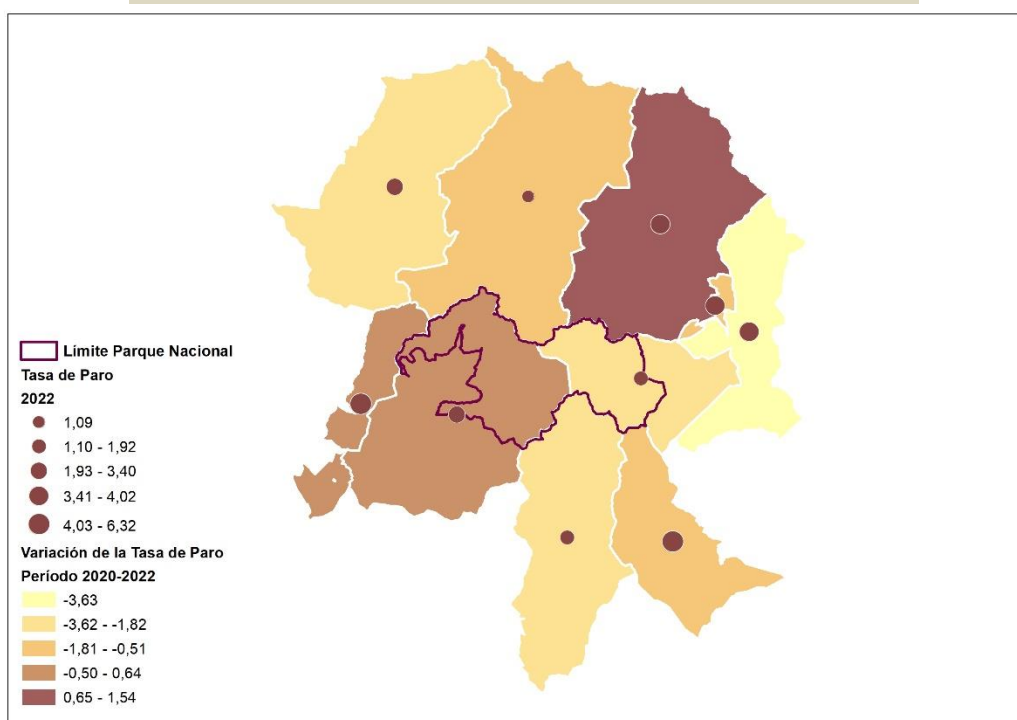 Límite Parque Nacional
Tasa de Paro
2022
1,09
1,10 - 1,92
1,93 - 3,40
3,41 - 4,02
4,03 - 6,32
Variación de la Tasa de Paro
Período 2020-2022
-3,63
-3,62 - -1,82
-1,81 - -0,51
-0,50 - 0,64
0,65 - 1,54